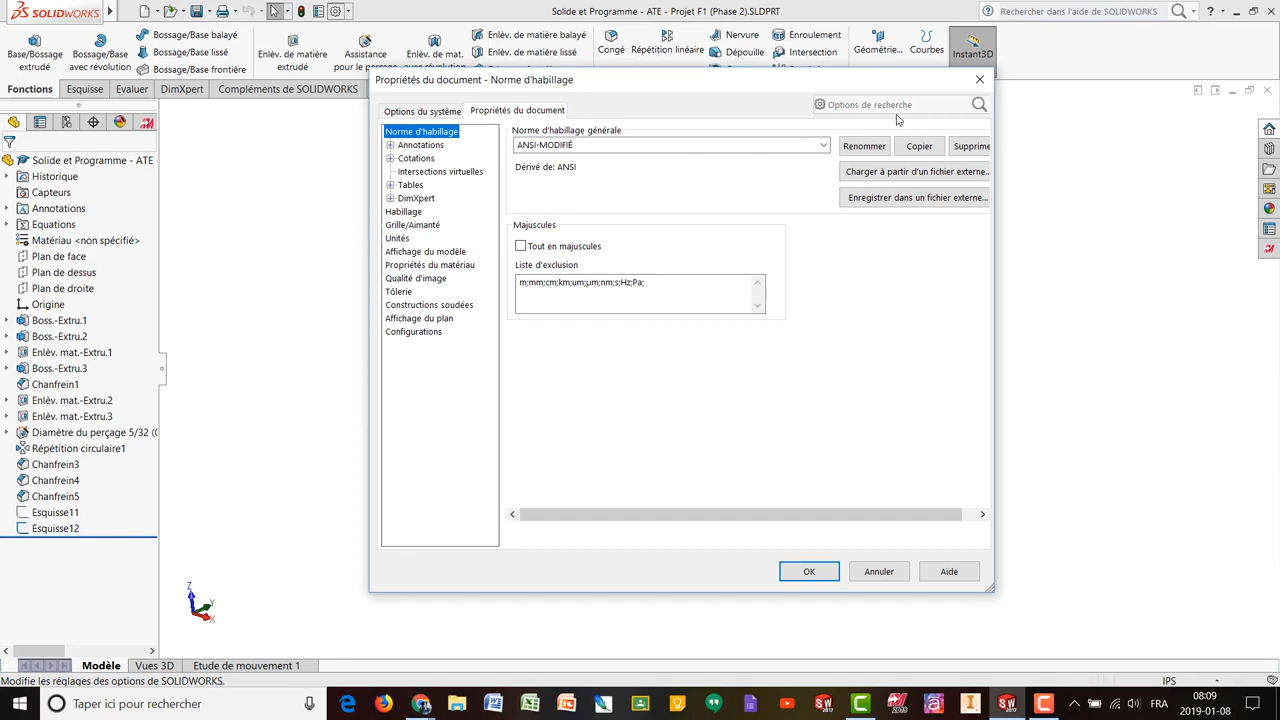 SOLIDWORKS
Solide et Programme - ATE - Projet F1 (Phase 2).SLDPRT
Rechercher dans l'aide de SOLIDWORKS
Base/Bossage extrudé
Bossage/Base avec révolution
Bossage/Base balayé
Bossage/Base lissé
Bossage/Base frontière
Enlèv. de matière extrudé
Assistance pour le perçage
Enlèv. de mat. avec révolution
Enlèv. de matière balayé
Enlèv. de matière lissé
Congé
Répétition linéaire
Nervure
Dépouille
Enroulement
Intersection
Géométrie...
Courbes
Instant3D
Fonctions
Esquisse
Evaluer
DimXpert
Compléments de SOLIDWORKS
Solide et Programme - ATE -
Historique
Capteurs
Annotations
Equations
Matériau <non spécifié>
Plan de face
Plan de dessus
Plan de droite
Origine
Boss.-Extru.1
Boss.-Extru.2
Enlèv. mat.-Extru.1
Boss.-Extru.3
Chanfrein1
Enlèv. mat.-Extru.2
Enlèv. mat.-Extru.3
Diamètre du perçage 5/32 ((
Répétition circulaire1
Chanfrein3
Chanfrein4
Chanfrein5
Esquisse11
Esquisse12
Z
Y
X
Propriétés du document - Norme d'habillage
Options du système
Propriétés du document
Options de recherche
Norme d'habillage
Annotations
Cotations
Intersections virtuelles
Tables
DimXpert
Habillage
Grille/Aimanté
Unités
Affichage du modèle
Propriétés du matériau
Qualité d'image
Tôlerie
Constructions soudées
Affichage du plan
Configurations
Norme d'habillage générale
ANSI-MODIFIÉ
Renommer
Copier
Supprime
Dérivé de: ANSI
Charger à partir d'un fichier externe...
Enregistrer dans un fichier externe...
Majuscules
Tout en majuscules
Liste d'exclusion
m;mm;cm;km;um;µm;nm;s;Hz;Pa;
OK
Annuler
Aide
Modèle
Vues 3D
Etude de mouvement 1
Modifie les réglages des options de SOLIDWORKS.
IPS
Taper ici pour rechercher
FRA
08:09
2019-01-08